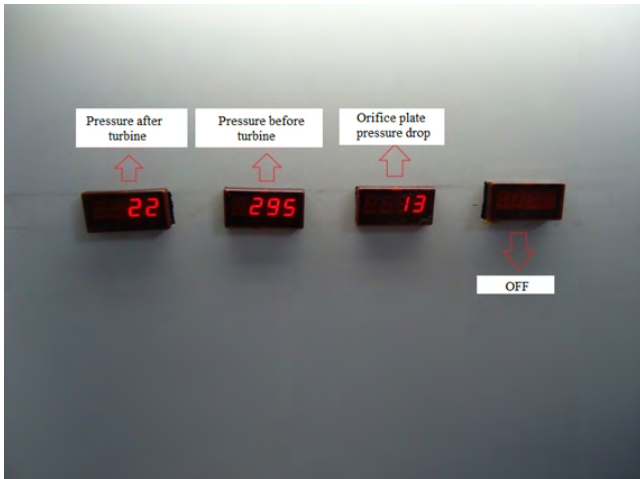 Pressure after
turbine
Pressure before
turbine
Orifice plate
pressure drop
22
295
13
OFF